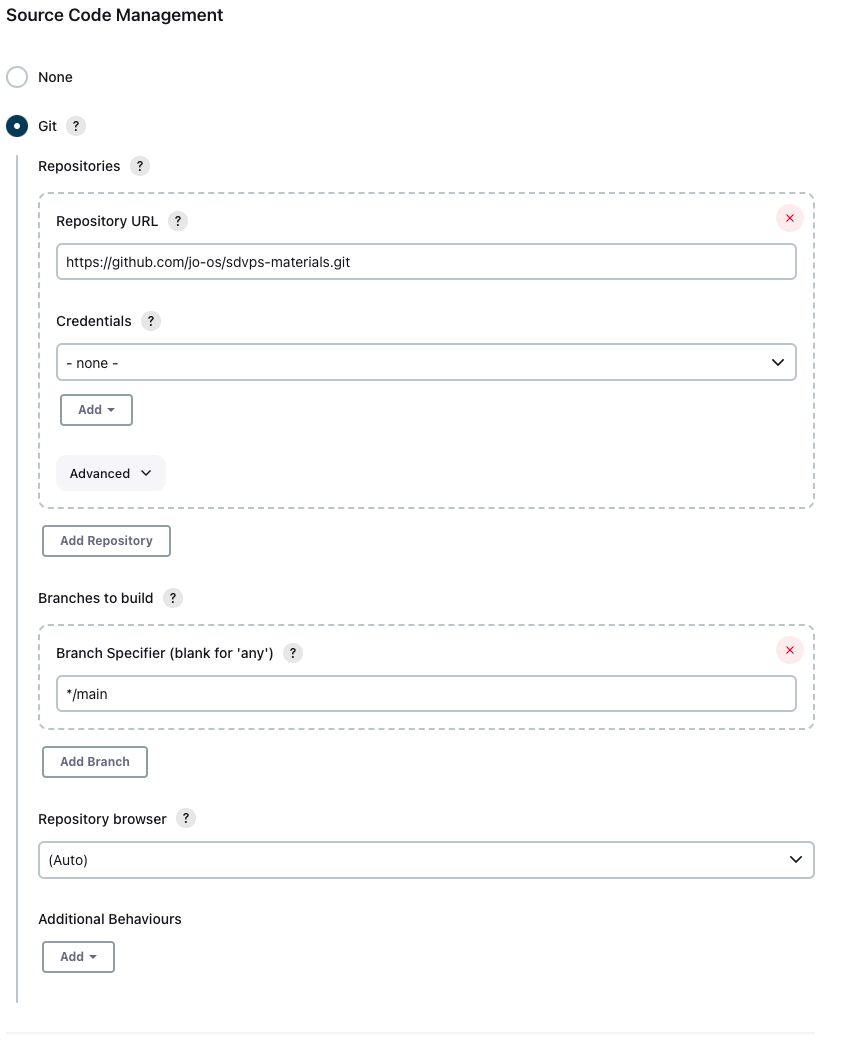 Source Code Management
None
Git ?
Repositories ?
Repository URL ?
https://github.com/jo-os/sdvps-materials.git
Credentials ?
- none -
Add
Advanced
Add Repository
Branches to build ?
Branch Specifier (blank for 'any') ?
*/main
Add Branch
Repository browser ?
(Auto)
Additional Behaviours
Add